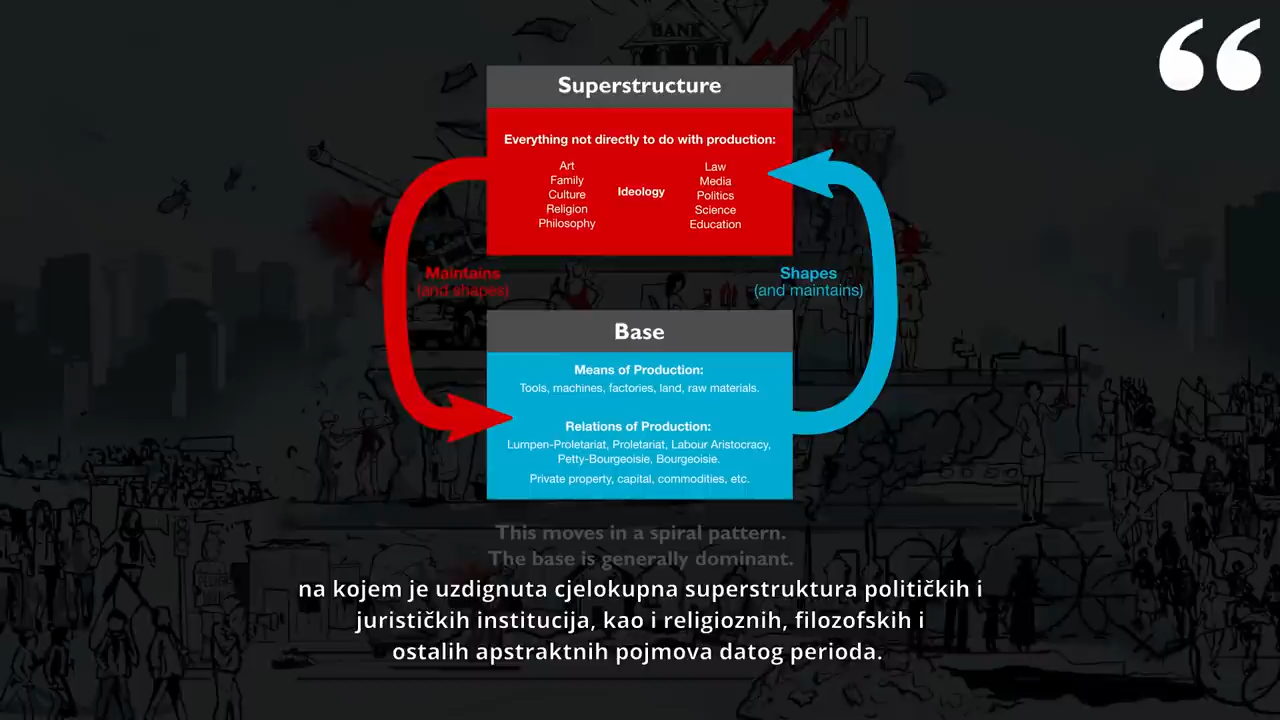 BANK
Superstructure
Everything not directly to do with production:
Art
Family
Culture
Religion
Philosophy
Ideology
Law
Media
Politics
Science
Education
Maintains
(and shapes)
Shapes
(and maintains)
Base
Means of Production:
Tools, machines, factories, land, raw materials.
Relations of Production:
Lumpen-Proletariat, Proletariat, Labour Aristocracy,
Petty-Bourgeoisie, Bourgeoisie.
Private property, capital, commodities, etc.
This moves in a spiral pattern.
The base is generally dominant.
na kojem je uzdignuta cjelokupna superstruktura političkih i
jurističkih institucija, kao i religioznih, filozofskih i
ostalih apstraktnih pojmova datog perioda.